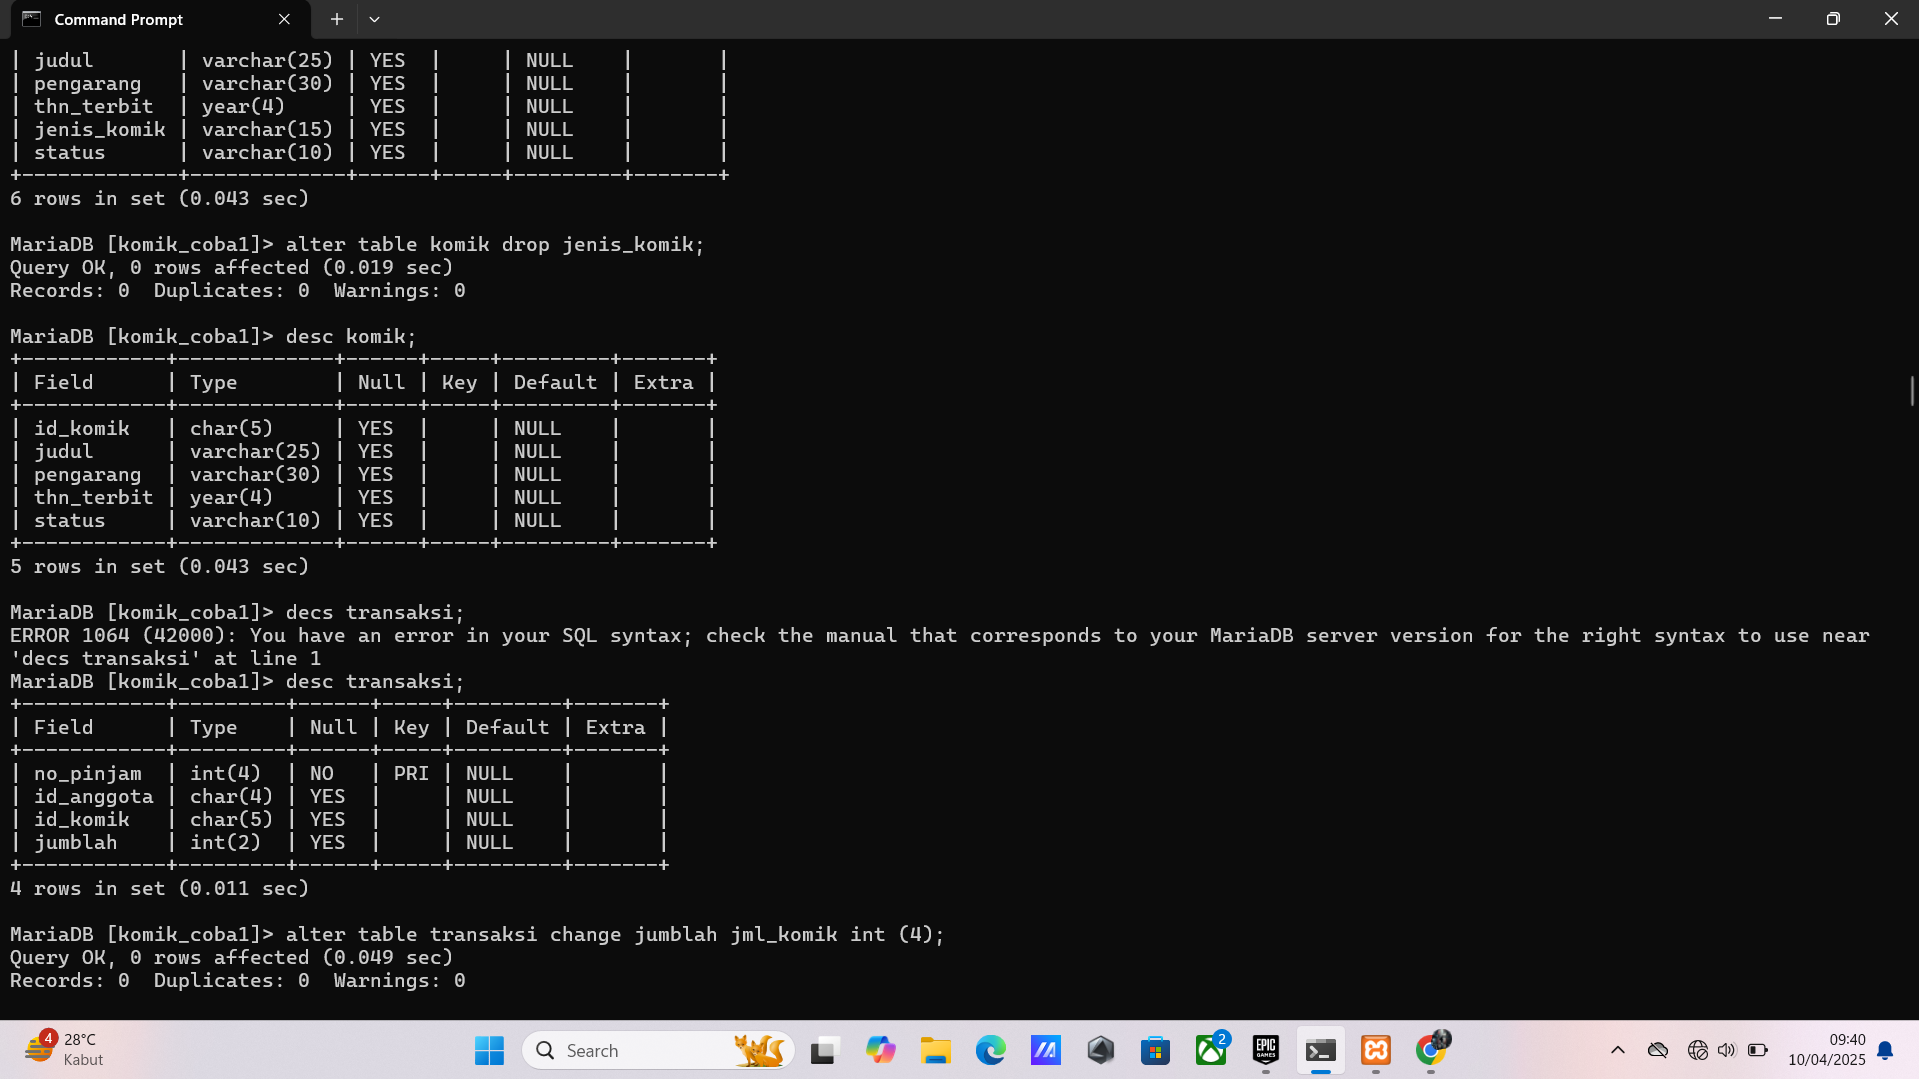 Command Prompt
| judul       | varchar(25) | YES  |     | NULL    |       |
| pengarang   | varchar(30) | YES  |     | NULL    |       |
| thn_terbit  | year(4)     | YES  |     | NULL    |       |
| jenis_komik | varchar(15) | YES  |     | NULL    |       |
| status      | varchar(10) | YES  |     | NULL    |       |
+-------------+-------------+------+-----+---------+-------+
6 rows in set (0.043 sec)
MariaDB [komik_coba1]> alter table komik drop jenis_komik;
Query OK, 0 rows affected (0.019 sec)
Records: 0  Duplicates: 0  Warnings: 0
MariaDB [komik_coba1]> desc komik;
+------------+-------------+------+-----+---------+-------+
| Field      | Type        | Null | Key | Default | Extra |
+------------+-------------+------+-----+---------+-------+
| id_komik   | char(5)     | YES  |     | NULL    |       |
| judul      | varchar(25) | YES  |     | NULL    |       |
| pengarang  | varchar(30) | YES  |     | NULL    |       |
| thn_terbit | year(4)     | YES  |     | NULL    |       |
| status     | varchar(10) | YES  |     | NULL    |       |
+------------+-------------+------+-----+---------+-------+
5 rows in set (0.043 sec)
MariaDB [komik_coba1]> decs transaksi;
ERROR 1064 (42000): You have an error in your SQL syntax; check the manual that corresponds to your MariaDB server version for the right syntax to use near
'decs transaksi' at line 1
MariaDB [komik_coba1]> desc transaksi;
+------------+---------+------+-----+---------+-------+
| Field      | Type    | Null | Key | Default | Extra |
+------------+---------+------+-----+---------+-------+
| no_pinjam  | int(4)  | NO   | PRI | NULL    |       |
| id_anggota | char(4) | YES  |     | NULL    |       |
| id_komik   | char(5) | YES  |     | NULL    |       |
| jumblah    | int(2)  | YES  |     | NULL    |       |
+------------+---------+------+-----+---------+-------+
4 rows in set (0.011 sec)
MariaDB [komik_coba1]> alter table transaksi change jumblah jml_komik int (4);
Query OK, 0 rows affected (0.049 sec)
Records: 0  Duplicates: 0  Warnings: 0
4
28°C
Kabut
Search
2
EPIC
GAMES
09:40
10/04/2025